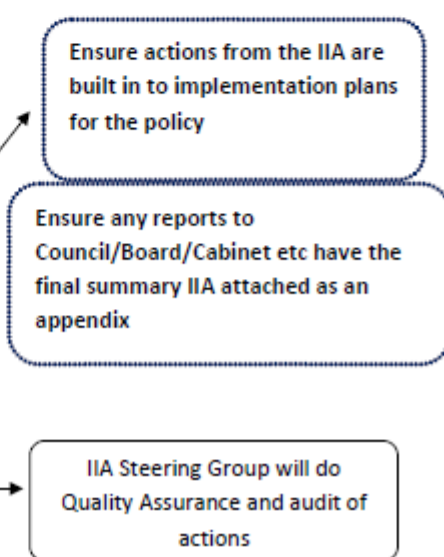 Ensure actions from the IIA are
built in to implementation plans
for the policy
Ensure any reports to
Council/Board/Cabinet etc have the
final summary IIA attached as an
appendix
IIA Steering Group will do
Quality Assurance and audit of
actions